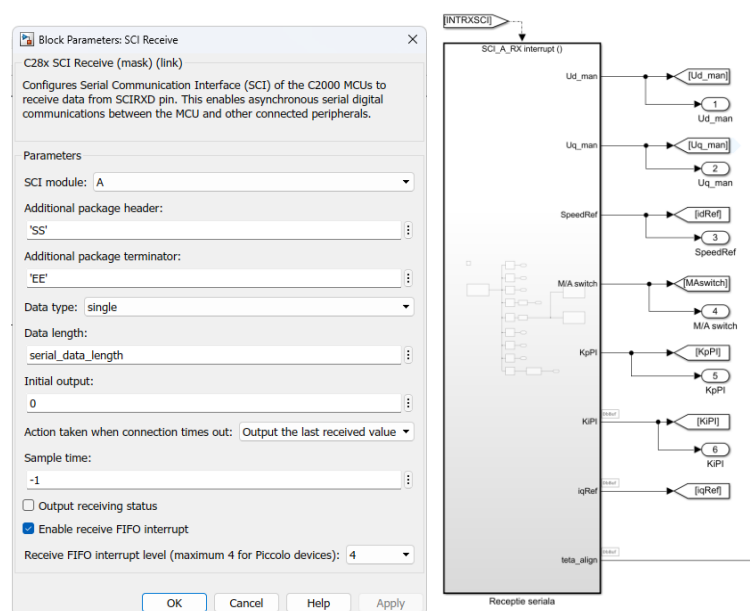 Block Parameters: SCI Receive
C28x SCI Receive (mask) (link)
Configures Serial Communication Interface (SCI) of the C2000 MCUs to
receive data from SCIRXD pin. This enables asynchronous serial digital
communications between the MCU and other connected peripherals.
Parameters
SCI module: A
Additional package header:
'SS'
Additional package terminator:
'EE'
Data type: single
Data length:
serial_data_length
Initial output:
0
Action taken when connection times out: Output the last received value
Sample time:
-1
Output receiving status
Enable receive FIFO interrupt
Receive FIFO interrupt level (maximum 4 for Piccolo devices): 4
OK Cancel Help Apply
[INTRXSCI]
SCI_A_RX interrupt ()
Ud_man
[Ud_man]
1
Ud_man
Uq_man
[Uq_man]
2
Uq_man
SpeedRef
[idRef]
3
SpeedRef
M/A switch
[MAswitch]
4
M/A switch
KpPI
[KpPI]
5
KpPI
KiPI
[KiPI]
6
KiPI
iqRef
[iqRef]
teta_align
Receptie seriala